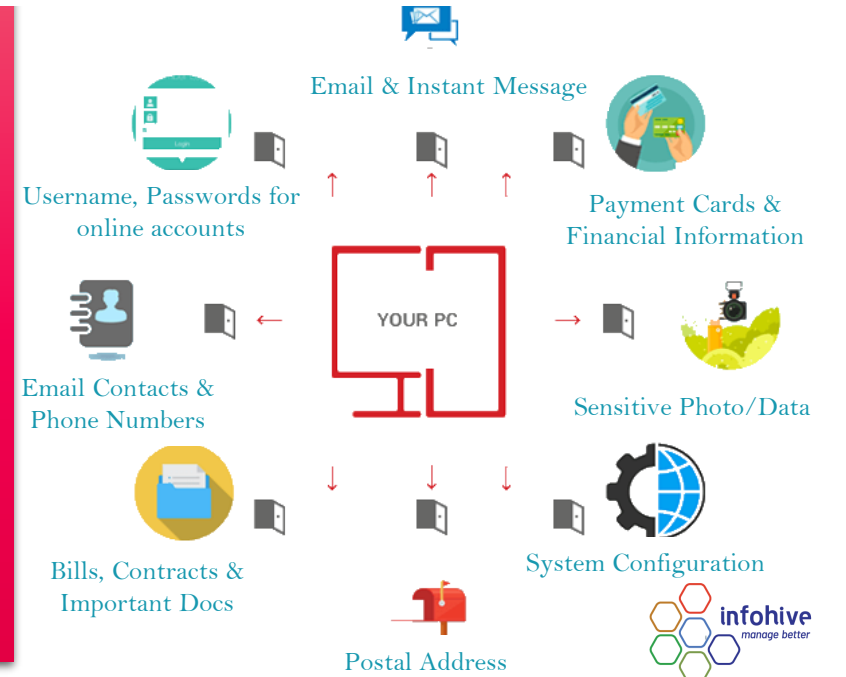 Email & Instant Message
Login
Username, Passwords for
online accounts
Payment Cards &
Financial Information
YOUR PC
Email Contacts &
Phone Numbers
Sensitive Photo/Data
Bills, Contracts &
Important Docs
System Configuration
Postal Address
infohive
manage better